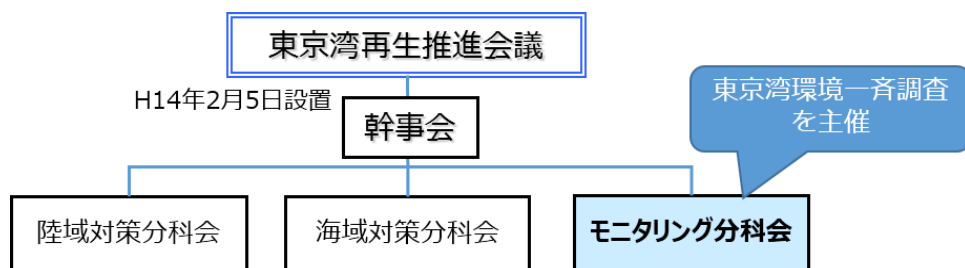 東京湾再生推進会議
H14年2月5日設置
幹事会
東京湾環境一斉調査
を主催
陸域対策分科会
海域対策分科会
モニタリング分科会